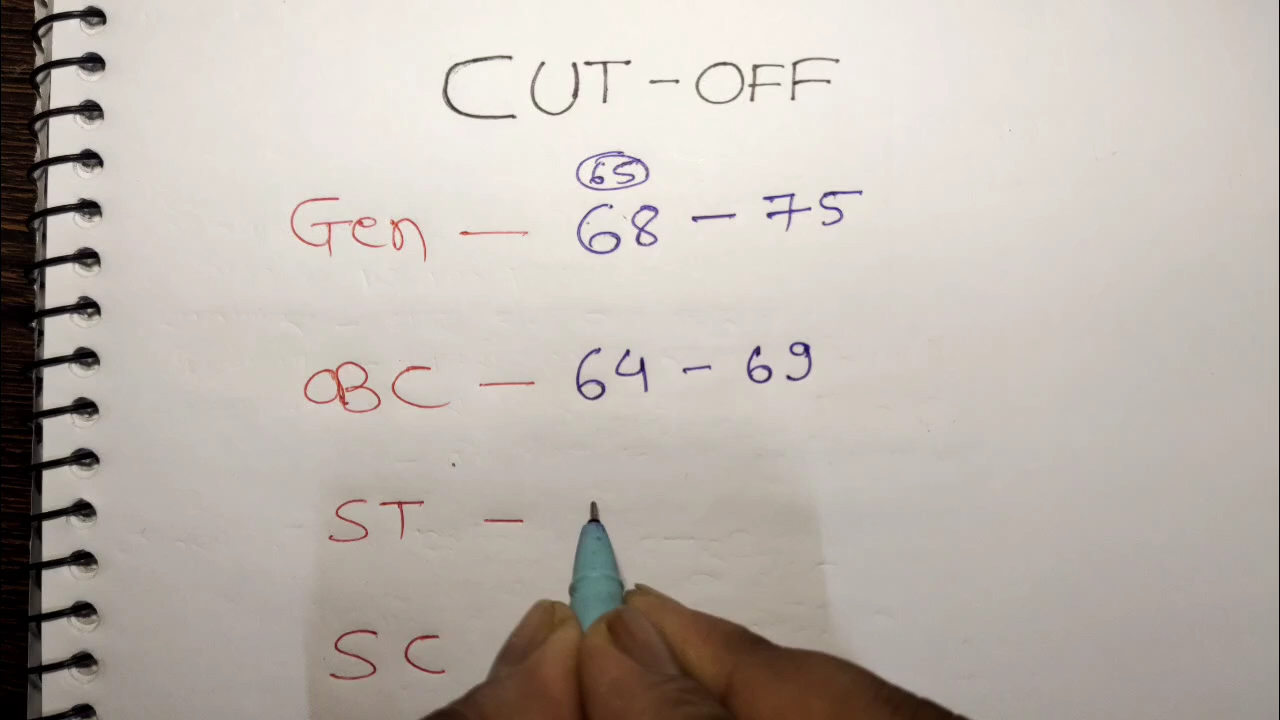 CUT-OFF
65
Gen — 68 - 75
OBC — 64 - 69
ST -
SC